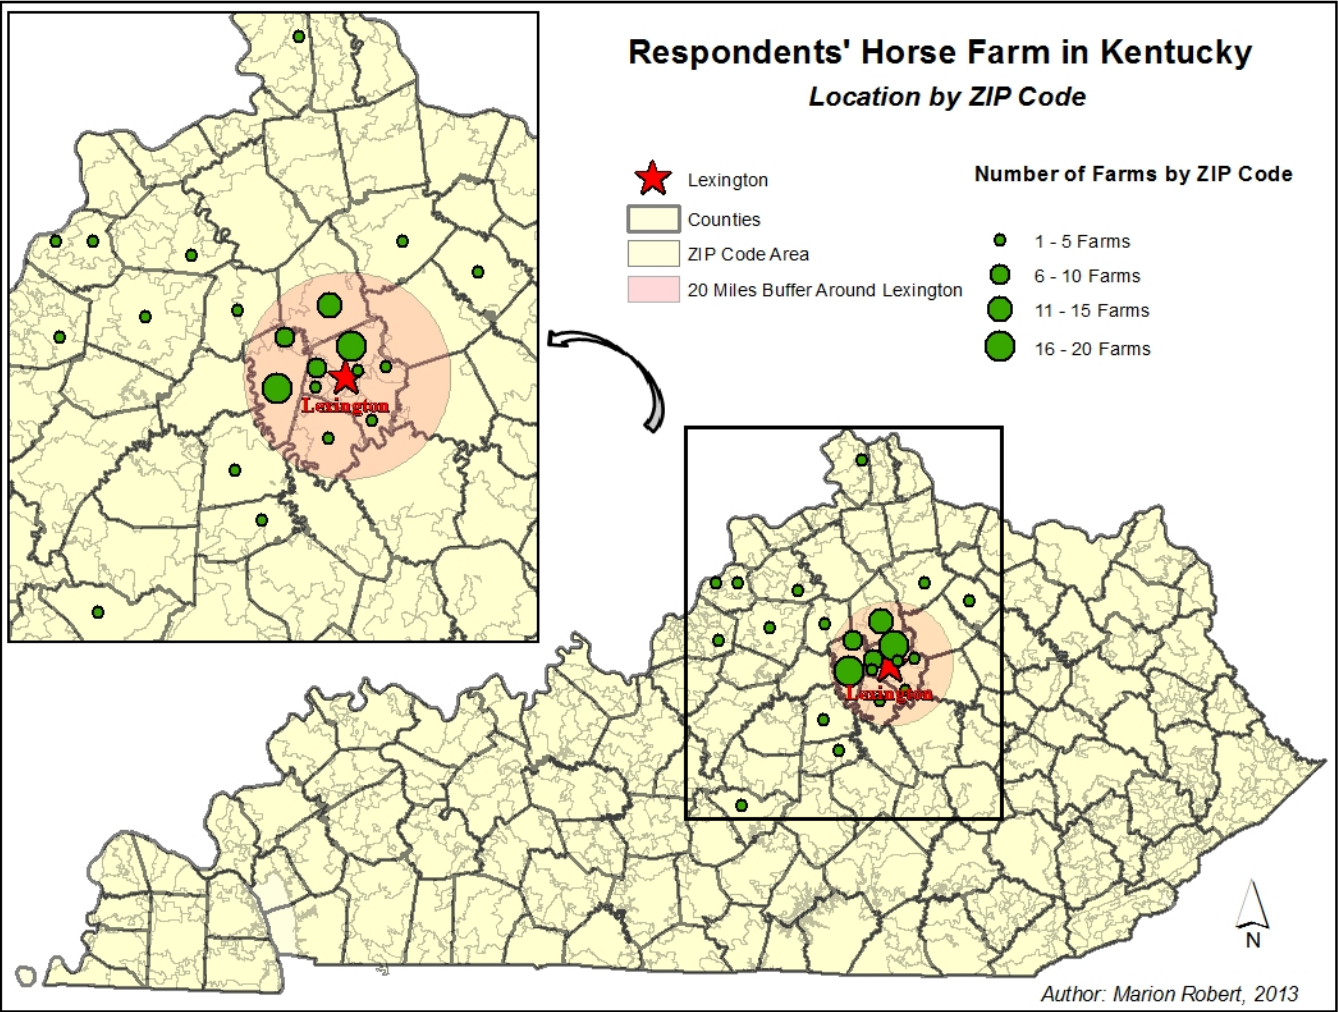 Respondents' Horse Farm in Kentucky
Location by ZIP Code
Lexington
Counties
ZIP Code Area
20 Miles Buffer Around Lexington
Number of Farms by ZIP Code
1 - 5 Farms
6 - 10 Farms
11 - 15 Farms
16 - 20 Farms
Lexington
Lexington
N
Author: Marion Robert, 2013